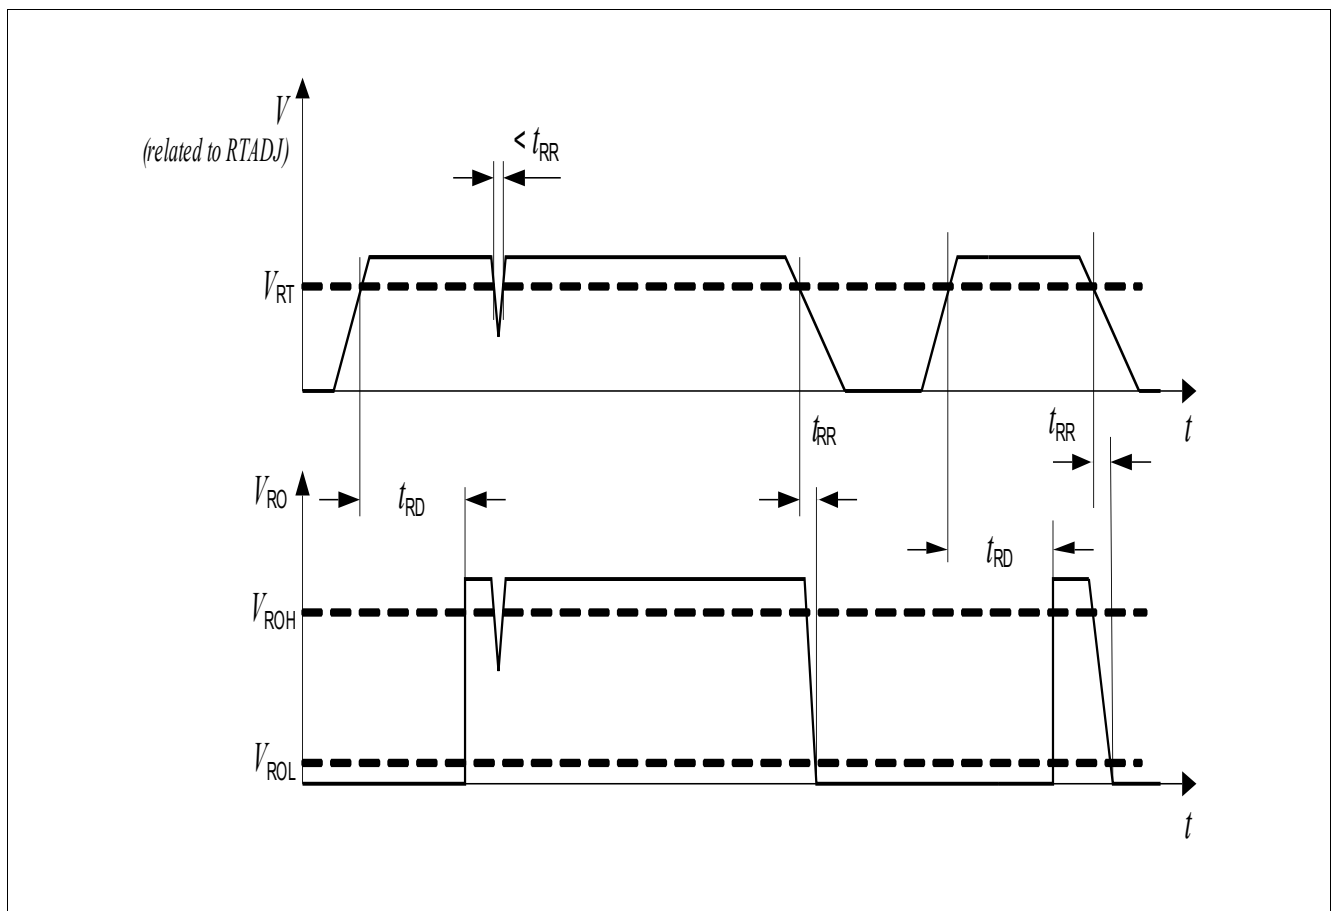 V
(related to RTADJ)
< tRR
VRT
tRR
tRR
t
VRO
tRD
tRD
VROH
VROL
t